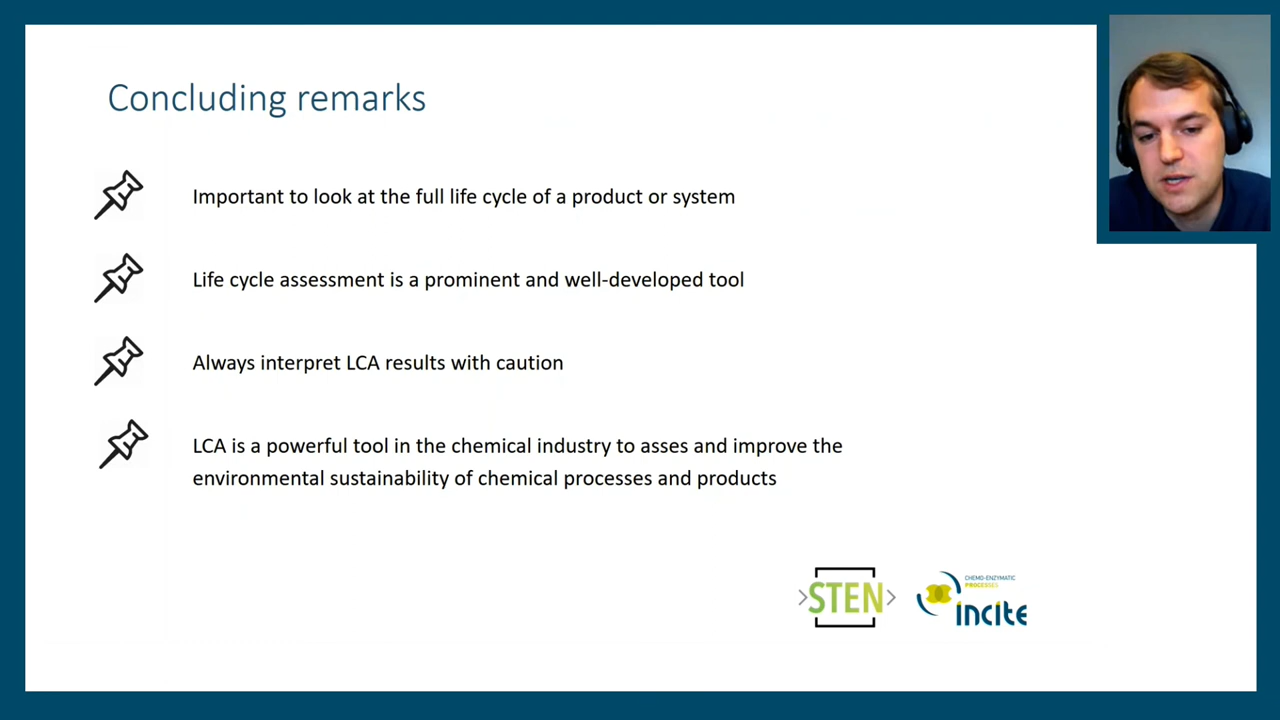 Concluding remarks
Important to look at the full life cycle of a product or system
Life cycle assessment is a prominent and well-developed tool
Always interpret LCA results with caution
LCA is a powerful tool in the chemical industry to asses and improve the
environmental sustainability of chemical processes and products
>STEN>
CHEMO-ENZYMATIC
PROCESSES
incite